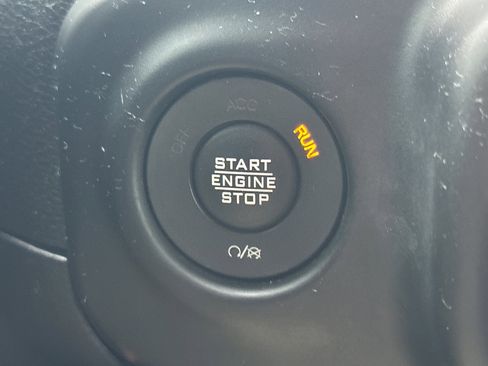 OFF
ACC
RUN
START
ENGINE
STOP